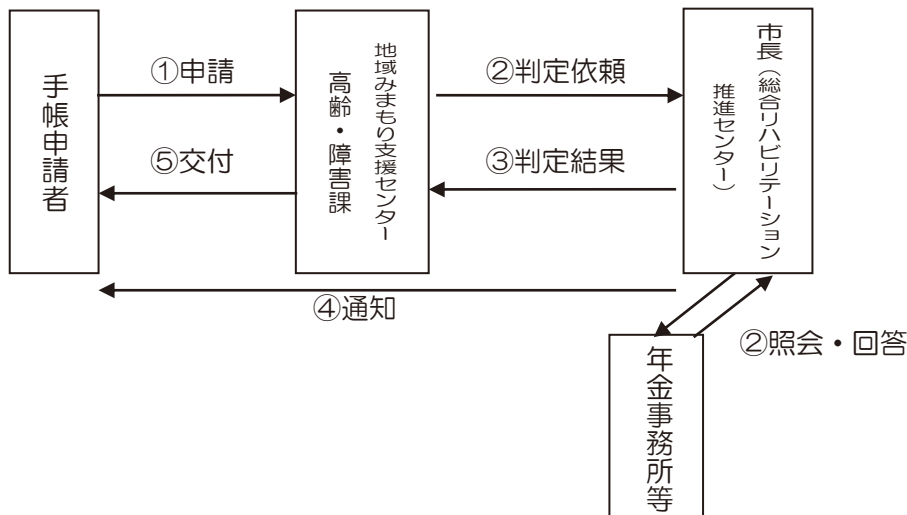 手帳申請者
①申請
⑤交付
地域みまもり支援センター
高齢・障害課
②判定依頼
③判定結果
市長（総合リハビリテーション
推進センター）
④通知
②照会・回答
年金事務所等